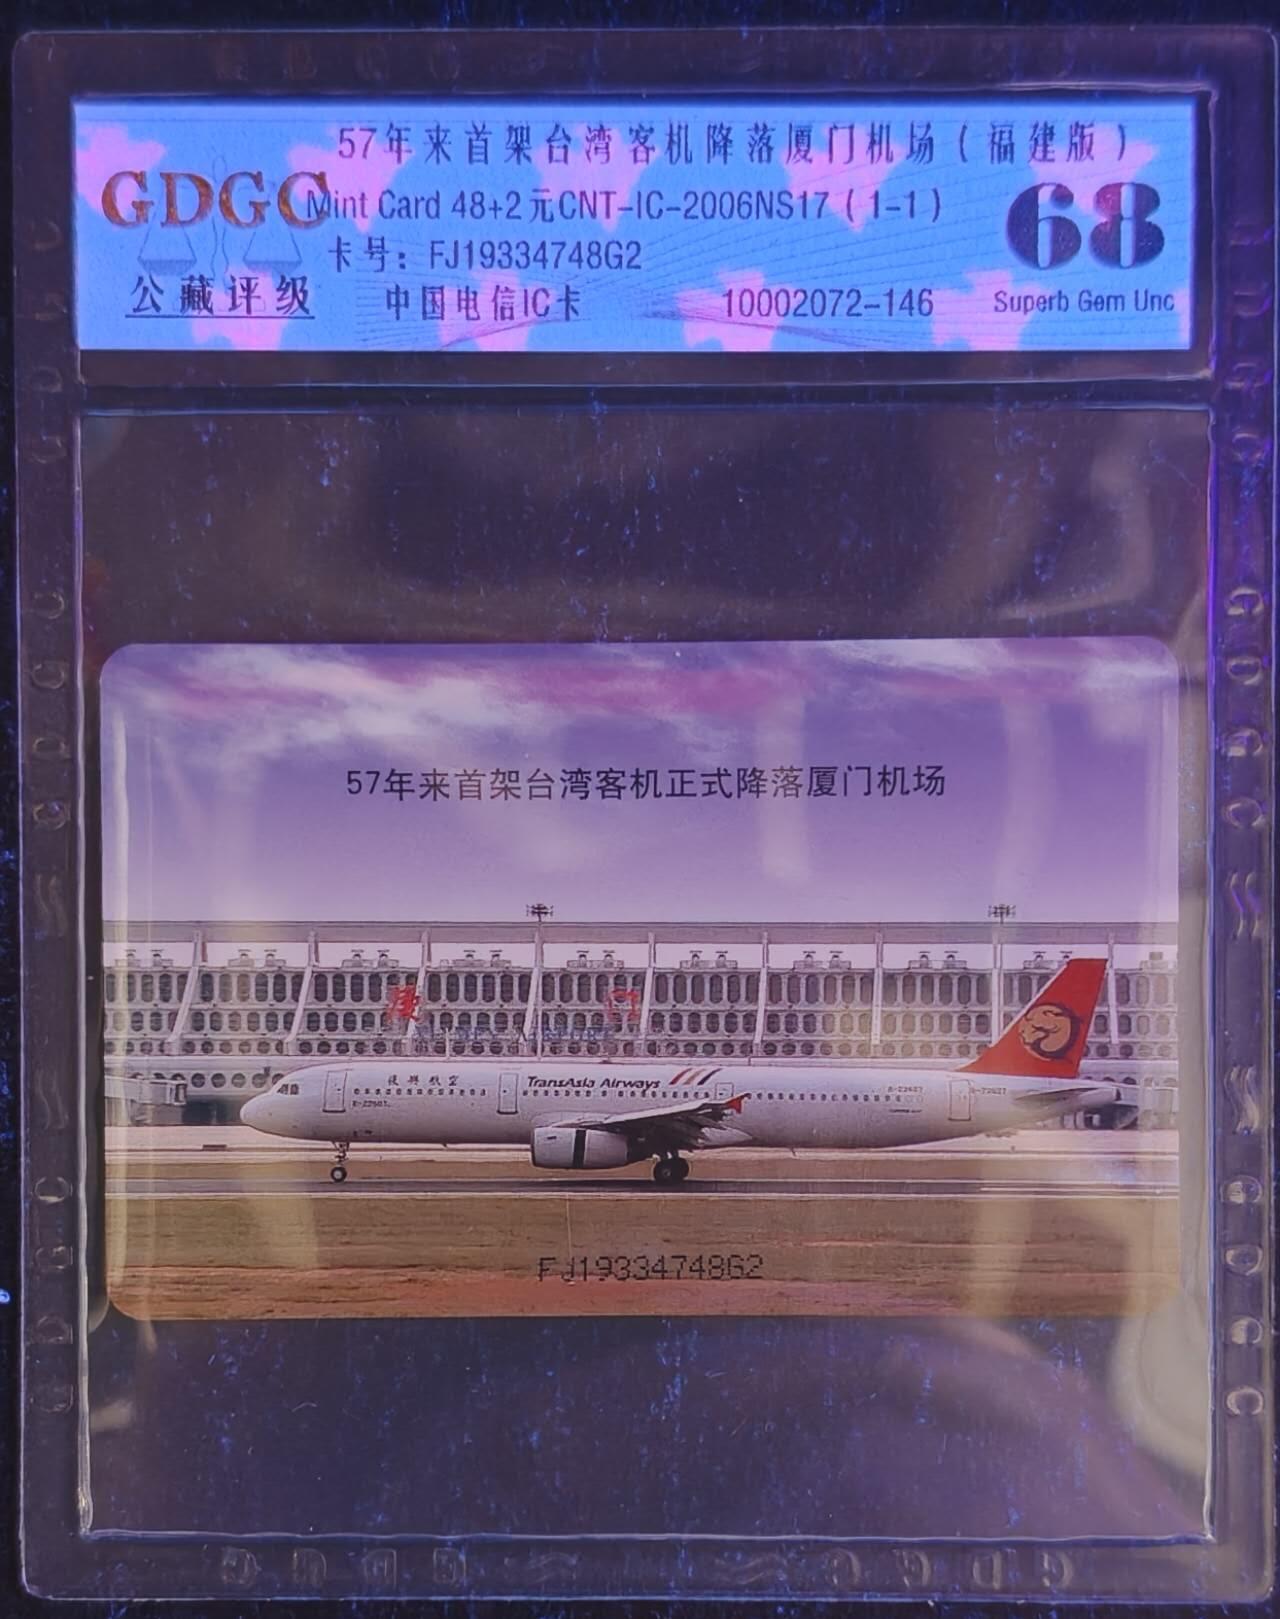 57年来首架台湾客机降落厦门机场（福建版）
GDGC
Mint Card 48+2元CNT-IC-2006NS17（1-1）
68
卡号：FJ19334748G2
公藏评级
中国电信IC卡
10002072-146
Superb Gem Unc
57年来首架台湾客机正式降落厦门机场
復興航空
TransAsia Airways
B-22607
FJ19334748G2
GDGC